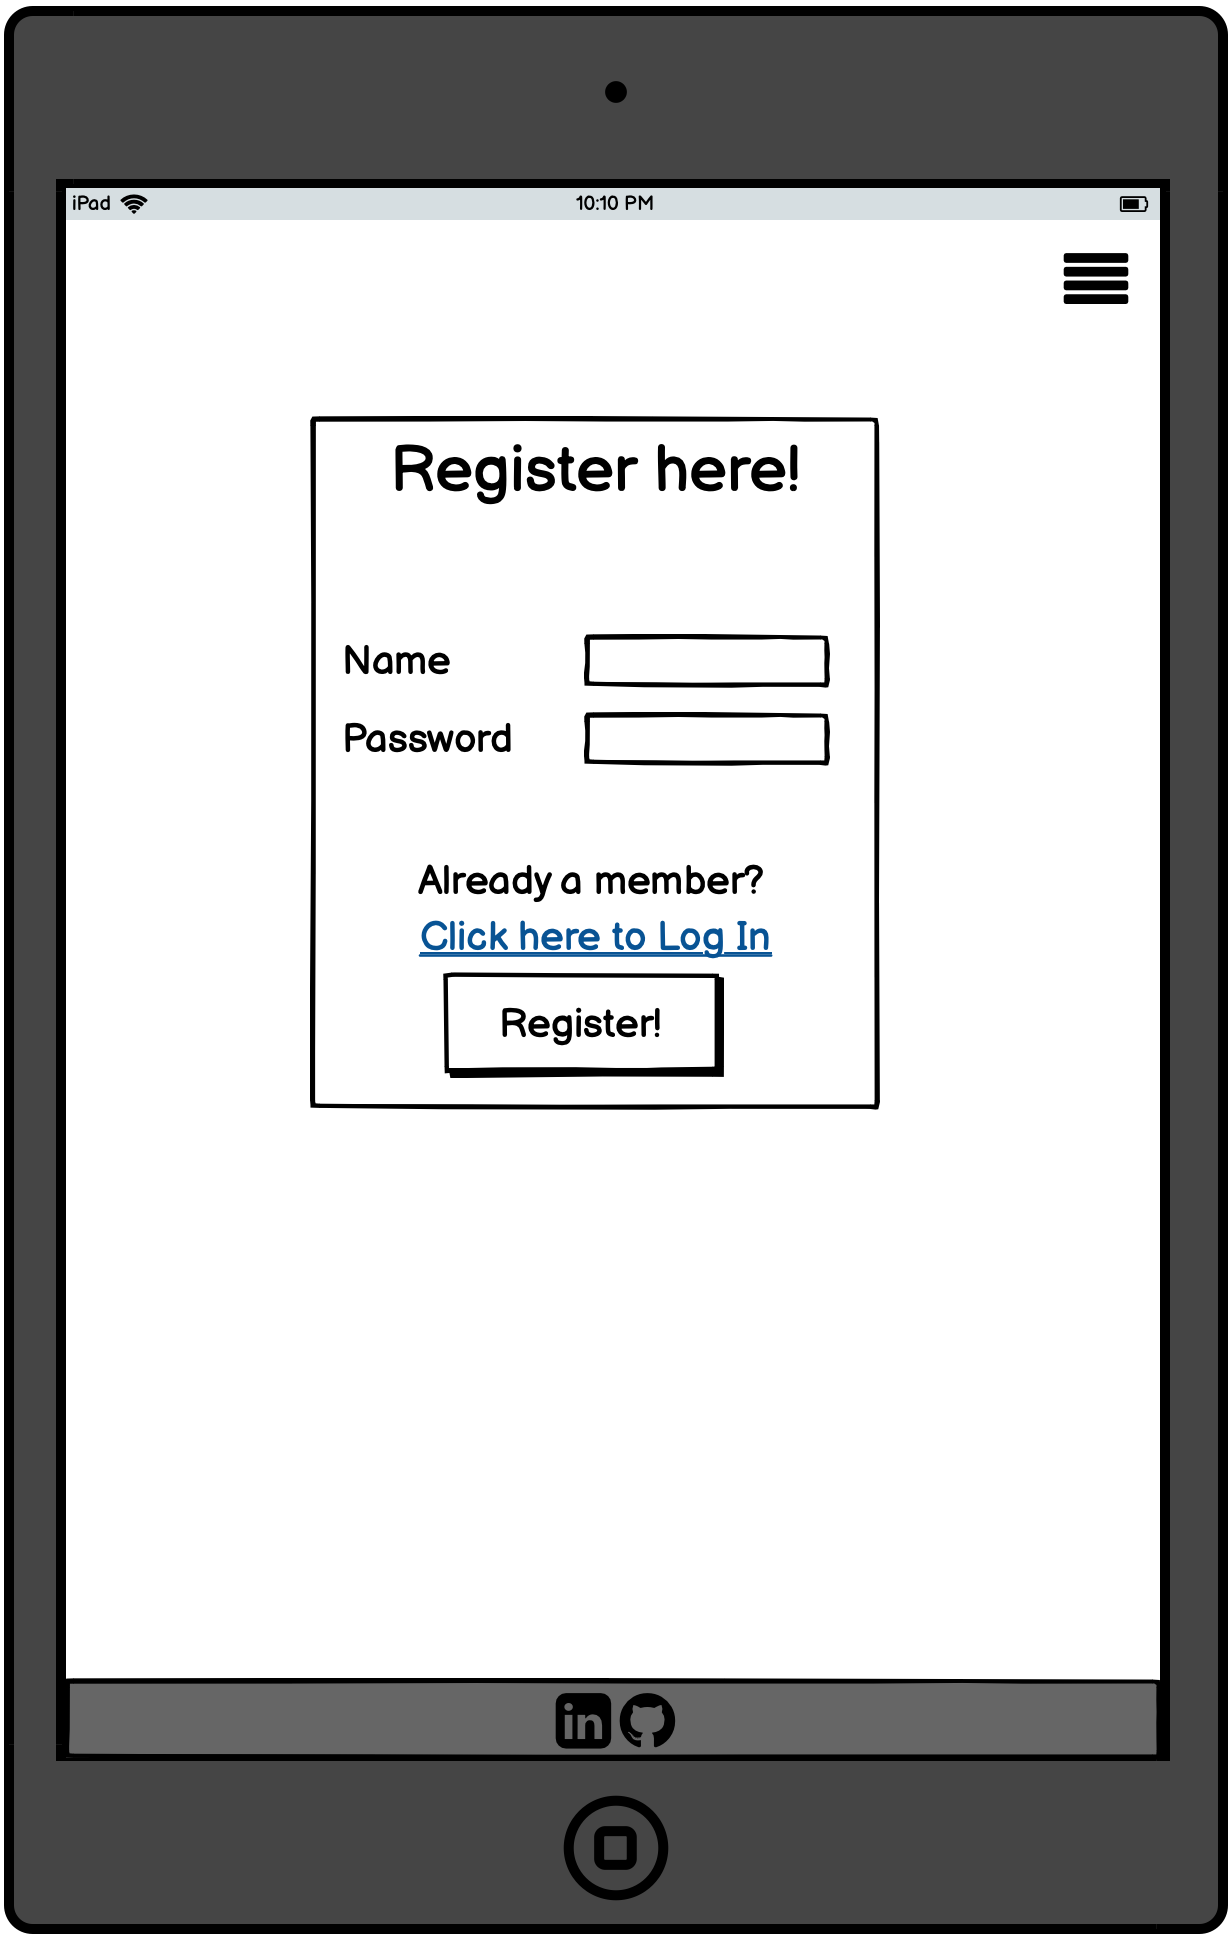 iPad
10:10 PM
Register here!
Name
Password
Already a member?
Click here to Log In
Register!
in